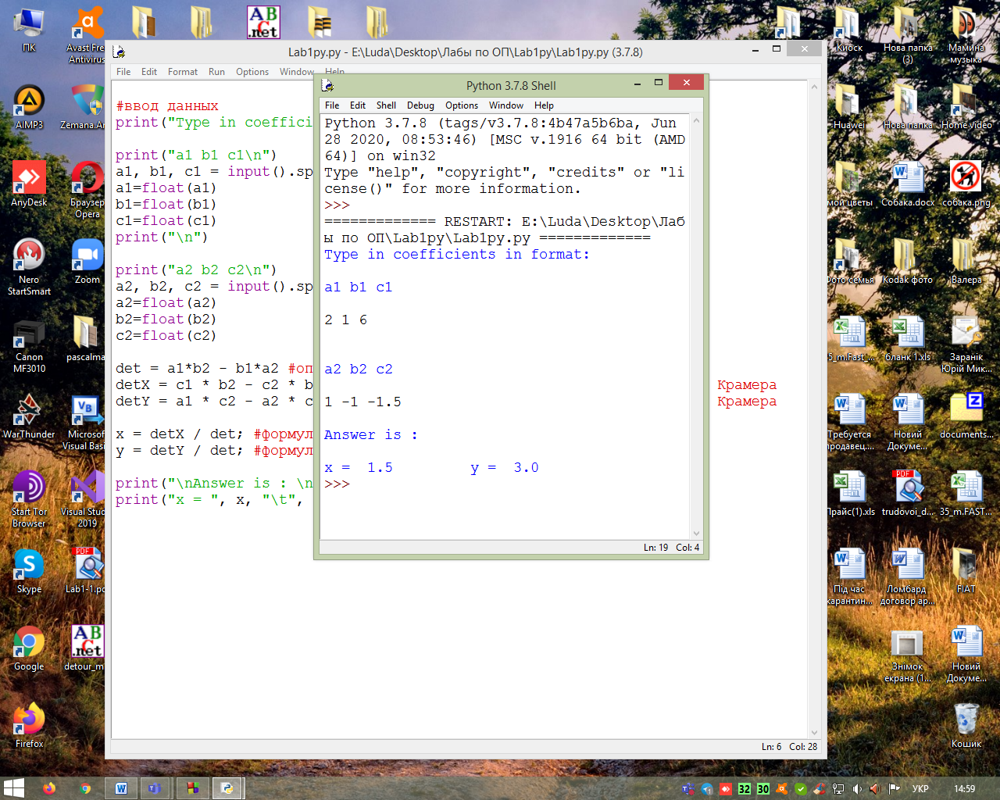 ПК
Avast Free
Antivirus
AIMP3
Zemana.An
AnyDesk
Браузер
Opera
Nero
StartSmart
Zoom
Canon
MF3010
pascalma
WarThunder
Microsof
Visual Basi
Start Tor
Browser
Visual Stud
2019
Skype
Lab1-1.pd
Google
detour_m
Firefox
ABC.net
Lab1py.py - E:\Luda\Desktop\Лабы по ОП\Lab1py\Lab1py.py (3.7.8)
File Edit Format Run Options Window Help
#ввод данных
print("Type in coeffici
print("a1 b1 c1\n")
a1, b1, c1 = input().sp
a1=float(a1)
b1=float(b1)
c1=float(c1)
print("\n")
print("a2 b2 c2\n")
a2, b2, c2 = input().sp
a2=float(a2)
b2=float(b2)
c2=float(c2)
det = a1*b2 - b1*a2 #оп
detX = c1 * b2 - c2 * b
Крамера
detY = a1 * c2 - a2 * c
Крамера
x = detX / det; #формул
y = detY / det; #формул
print("\nAnswer is : \n
print("x = ", x, "\t",
Ln: 6 Col: 28
Python 3.7.8 Shell
File Edit Shell Debug Options Window Help
Python 3.7.8 (tags/v3.7.8:4b47a5b6ba, Jun
28 2020, 08:53:46) [MSC v.1916 64 bit (AMD
64)] on win32
Type "help", "copyright", "credits" or "li
cense()" for more information.
>>>
============= RESTART: E:\Luda\Desktop\Лаб
ы по ОП\Lab1py\Lab1py.py =============
Type in coefficients in format:
a1 b1 c1
2 1 6
a2 b2 c2
1 -1 -1.5
Answer is :
x =  1.5 y =  3.0
>>>
Ln: 19 Col: 4
Киоск
Нова папка
(3)
Мамина
музыка
Huawei
Нова папка
Home video
мой цветы
Собака.docx
собака.png
Фото семья
Kodak фото
Валера
5_m.Fast_...
бланк 1.xls
Заранік
Юрій Мик...
Требуется
продавец....
Новий
Докуме...
documents...
Прайс(1).xls
trudovoi_d...
35_m.FAST...
Під час
карантин...
Ломбард
договор ар...
FIAT
Знімок
екрана (1...
Новий
Докуме...
Кошик
32 30
УКР
14:59